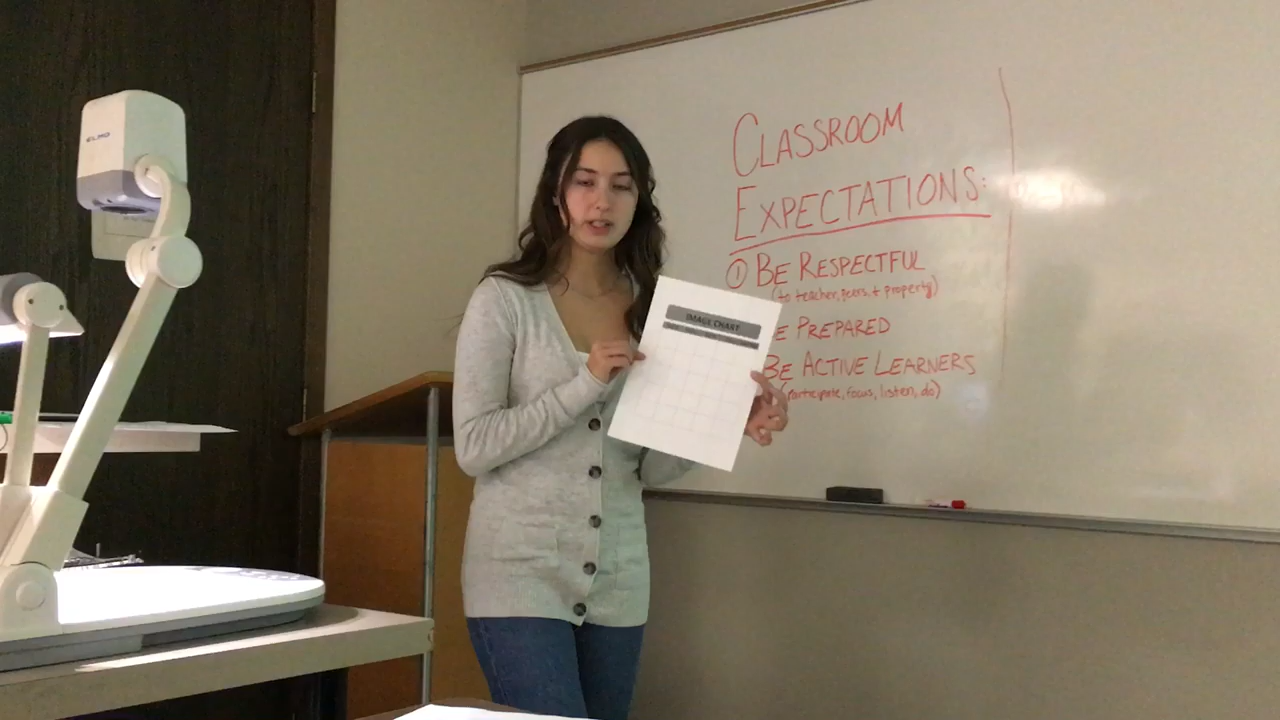 ELMO
CLASSROOM
EXPECTATIONS:
① BE RESPECTFUL
(to teacher, peers, + property)
E PREPARED
BE ACTIVE LEARNERS
(participate, focus, listen, do)
IMAGE CHART